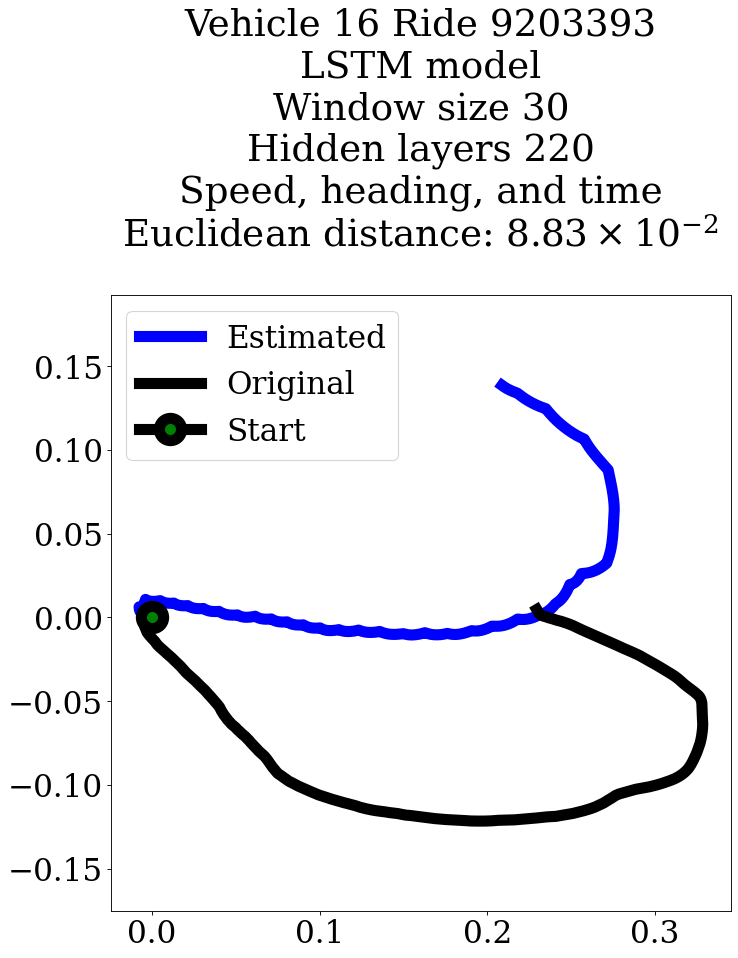 Vehicle 16 Ride 9203393
LSTM model
Window size 30
Hidden layers 220
Speed, heading, and time
Euclidean distance: 8.83 × 10⁻²
Estimated
Original
Start
0.15
0.10
0.05
0.00
−0.05
−0.10
−0.15
0.0 0.1 0.2 0.3